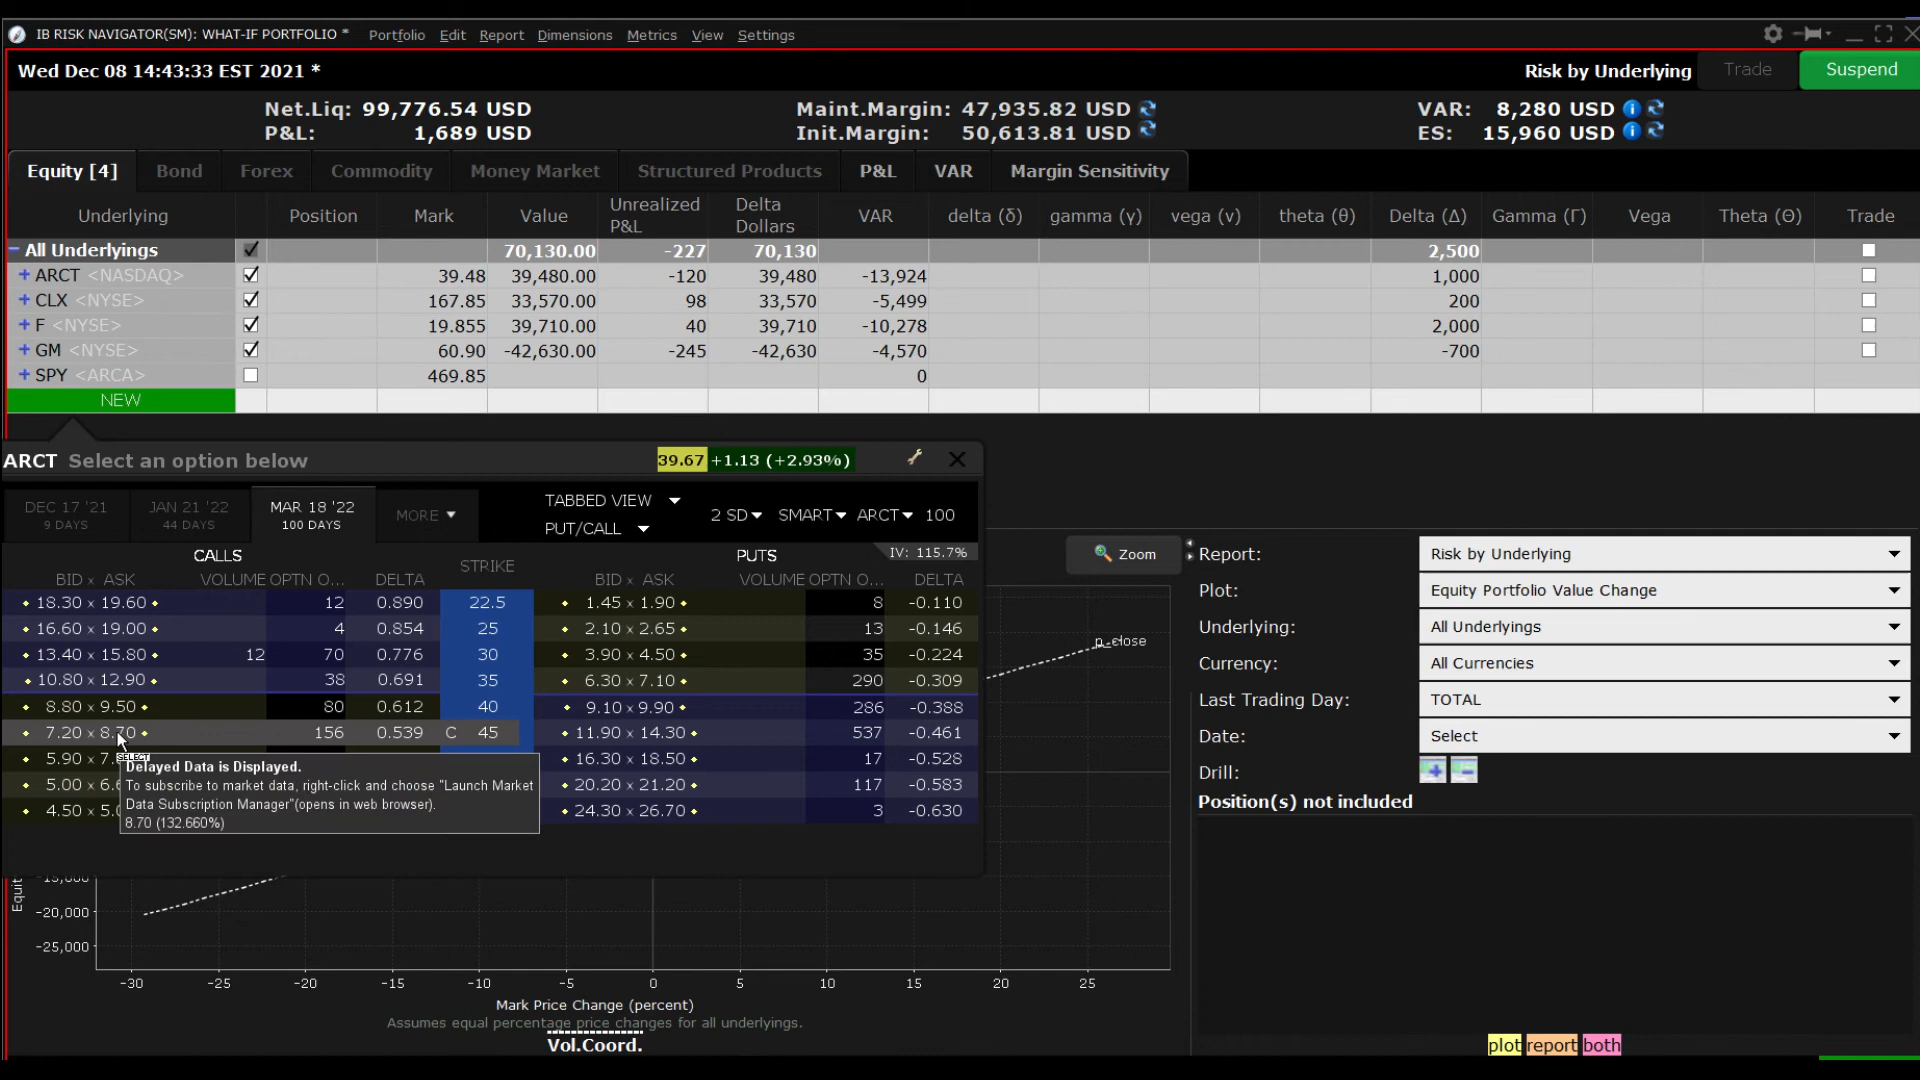 IB RISK NAVIGATOR(SM): WHAT-IF PORTFOLIO * Portfolio Edit Report Dimensions Metrics View Settings
Wed Dec 08 14:43:33 EST 2021 * Risk by Underlying Trade Suspend
Net.Liq: 99,776.54 USD Maint.Margin: 47,935.82 USD VAR: 8,280 USD
P&L: 1,689 USD Init.Margin: 50,613.81 USD ES: 15,960 USD
Equity [4] Bond Forex Commodity Money Market Structured Products P&L VAR Margin Sensitivity
Underlying Position Mark Value Unrealized P&L Delta Dollars VAR delta (δ) gamma (γ) vega (v) theta (θ) Delta (Δ) Gamma (Γ) Vega Theta (Θ) Trade
All Underlyings 70,130.00 -227 70,130 2,500
+ ARCT <NASDAQ> 39.48 39,480.00 -120 39,480 -13,924 1,000
+ CLX <NYSE> 167.85 33,570.00 98 33,570 -5,499 200
+ F <NYSE> 19.855 39,710.00 40 39,710 -10,278 2,000
+ GM <NYSE> 60.90 -42,630.00 -245 -42,630 -4,570 -700
+ SPY <ARCA> 469.85 0
NEW
ARCT Select an option below 39.67 +1.13 (+2.93%)
DEC 17 '21 JAN 21 '22 MAR 18 '22 MORE TABBED VIEW
9 DAYS 44 DAYS 100 DAYS PUT/CALL 2 SD SMART ARCT 100
CALLS PUTS IV: 115.7%
BID x ASK VOLUME OPTN O... DELTA STRIKE BID x ASK VOLUME OPTN O... DELTA
18.30 x 19.60 12 0.890 22.5 1.45 x 1.90 8 -0.110
16.60 x 19.00 4 0.854 25 2.10 x 2.65 13 -0.146
13.40 x 15.80 12 70 0.776 30 3.90 x 4.50 35 -0.224
10.80 x 12.90 38 0.691 35 6.30 x 7.10 290 -0.309
8.80 x 9.50 80 0.612 40 9.10 x 9.90 286 -0.388
7.20 x 8.70 156 0.539 C 45 11.90 x 14.30 537 -0.461
5.90 x 7. 16.30 x 18.50 17 -0.528
5.00 x 6. 20.20 x 21.20 117 -0.583
4.50 x 5. 24.30 x 26.70 3 -0.630
SELECT
Delayed Data is Displayed.
To subscribe to market data, right-click and choose "Launch Market
Data Subscription Manager"(opens in web browser).
8.70 (132.660%)
Zoom
p_close
Report: Risk by Underlying
Plot: Equity Portfolio Value Change
Underlying: All Underlyings
Currency: All Currencies
Last Trading Day: TOTAL
Date: Select
Drill:
Position(s) not included
Equit
-15,000
-20,000
-25,000
-30 -25 -20 -15 -10 -5 0 5 10 15 20 25
Mark Price Change (percent)
Assumes equal percentage price changes for all underlyings.
Vol.Coord.
plot report both